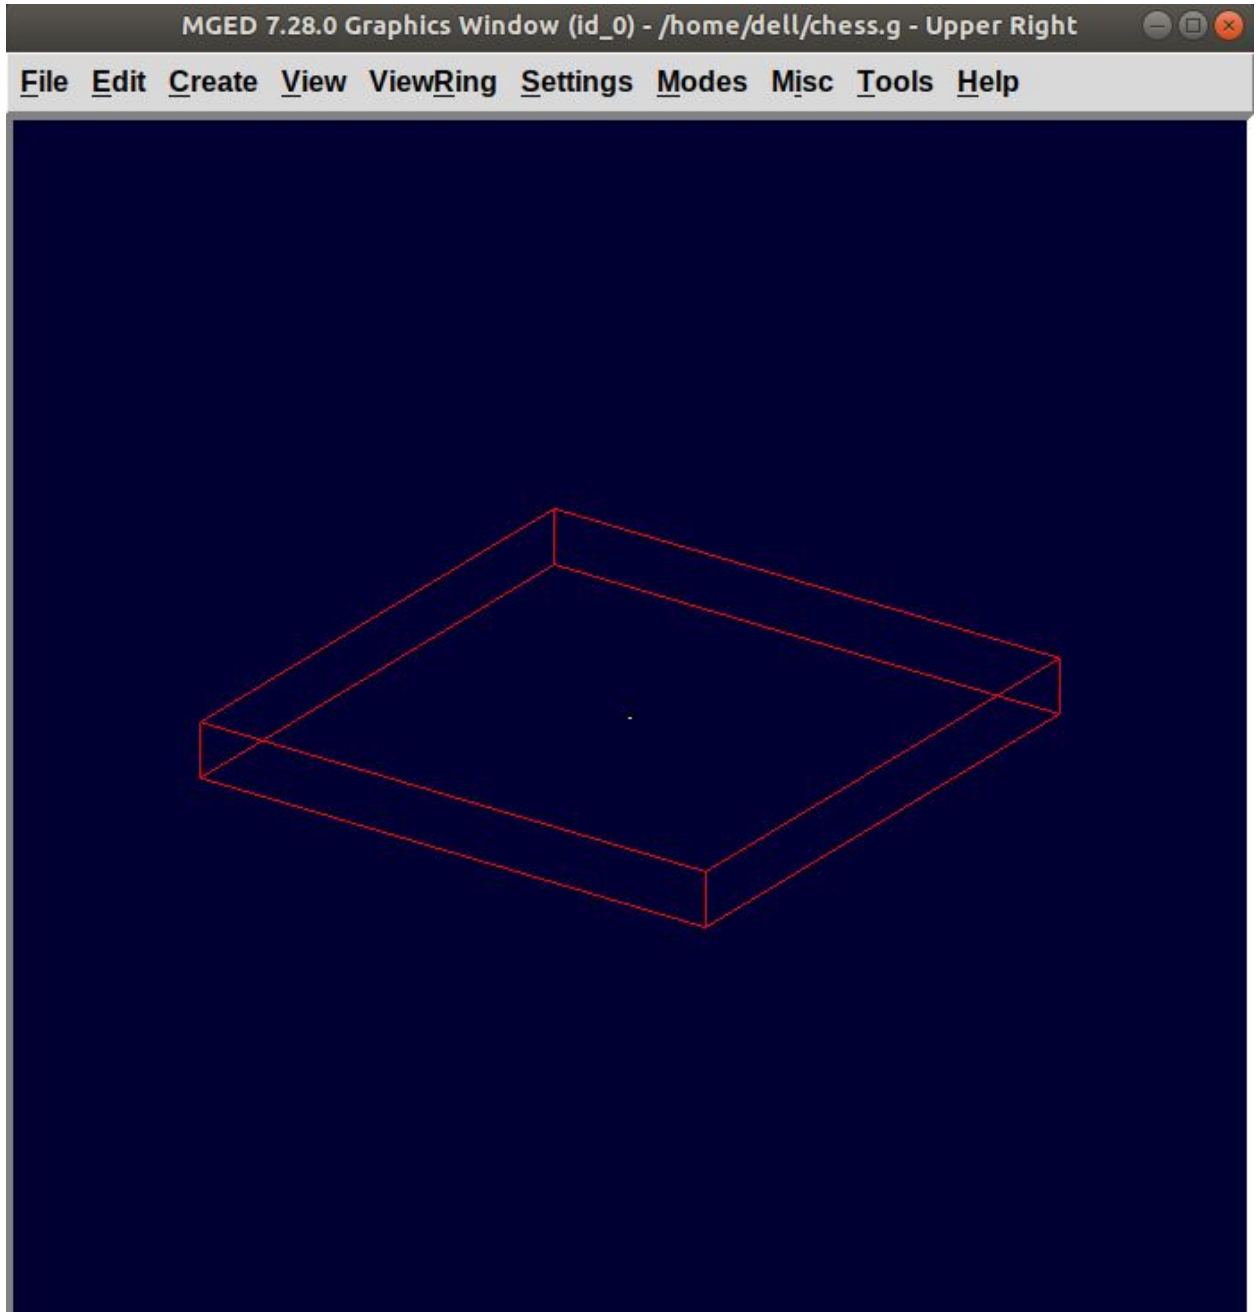 MGED 7.28.0 Graphics Window (id_0) - /home/dell/chess.g - Upper Right
File Edit Create View ViewRing Settings Modes Misc Tools Help